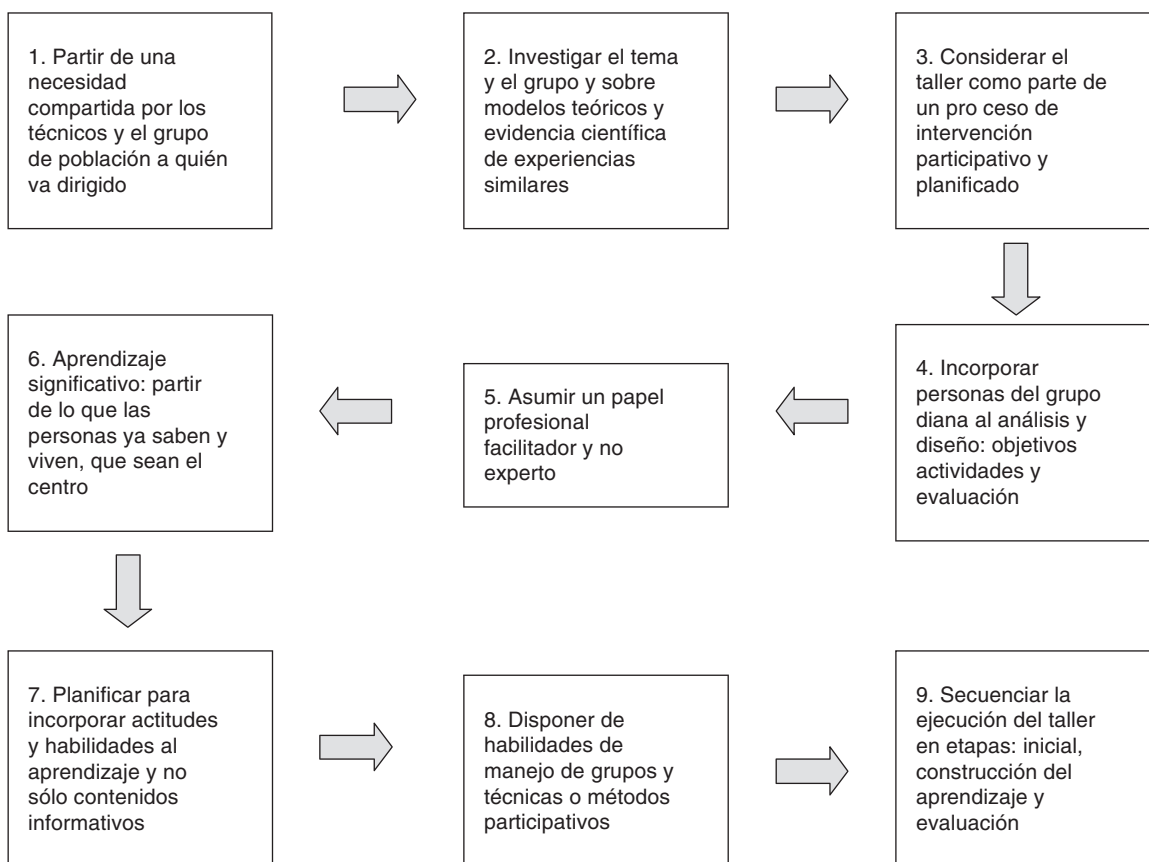 1. Partir de una
necesidad
compartida por los
técnicos y el grupo
de población a quién
va dirigido
2. Investigar el tema
y el grupo y sobre
modelos teóricos y
evidencia científica
de experiencias
similares
3. Considerar el
taller como parte de
un pro ceso de
intervención
participativo y
planificado
4. Incorporar
personas del grupo
diana al análisis y
diseño: objetivos
actividades y
evaluación
5. Asumir un papel
profesional
facilitador y no
experto
6. Aprendizaje
significativo: partir
de lo que las
personas ya saben y
viven, que sean el
centro
7. Planificar para
incorporar actitudes
y habilidades al
aprendizaje y no
sólo contenidos
informativos
8. Disponer de
habilidades de
manejo de grupos y
técnicas o métodos
participativos
9. Secuenciar la
ejecución del taller
en etapas: inicial,
construcción del
aprendizaje y
evaluación